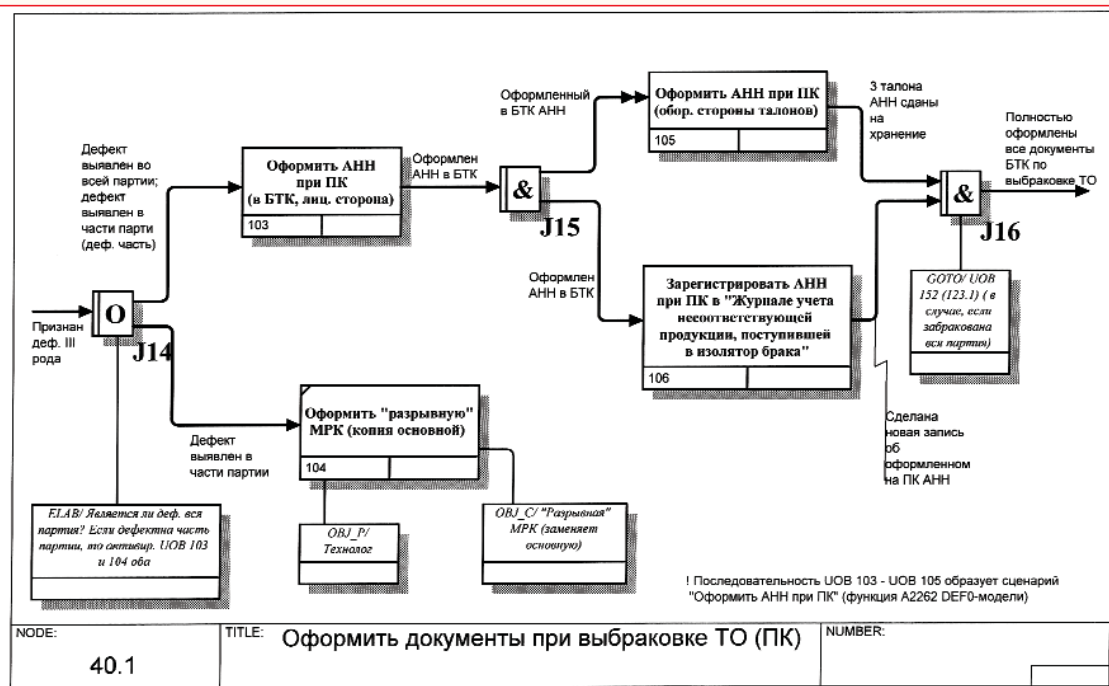 Дефект
выявлен во
всей партии;
дефект
выявлен в
части парти
(деф. часть)
Оформить АНН
при ПК
(в БТК, лиц. сторона)
103
Оформлен
АНН в БТК
&
J15
Оформленный
в БТК АНН
Оформить АНН при ПК
(обор. стороны талонов)
105
3 талона
АНН сданы
на
хранение
Полностью
оформлены
все документы
БТК по
выбраковке ТО
&
J16
Оформлен
АНН в БТК
Зарегистрировать АНН
при ПК в "Журнале учета
несоотиетствующей
продукции, поступившей
в изолятор брака"
106
GOTO/ UOB
152 (123.1) ( в
случае, если
забракована
вся партия)
Признан
деф. III
рода
O
J14
Дефект
выявлен в
части партии
Оформить "разрывную"
МРК (копия основной)
104
Сделана
новая запись
об
оформленном
на ПК АНН
ELAB/ Является ли деф. вся
партия? Если дефектна часть
партии, то активир. UOB 103
и 104 оба
OBJ_P/
Технолог
OBJ_C/ "Разрывная"
МРК (заменяет
основную)
! Последовательность UOB 103 - UOB 105 образует сценарий
"Оформить АНН при ПК" (функция А2262 DEF0-модели)
NODE:
40.1
TITLE: Оформить документы при выбраковке ТО (ПК)
NUMBER: